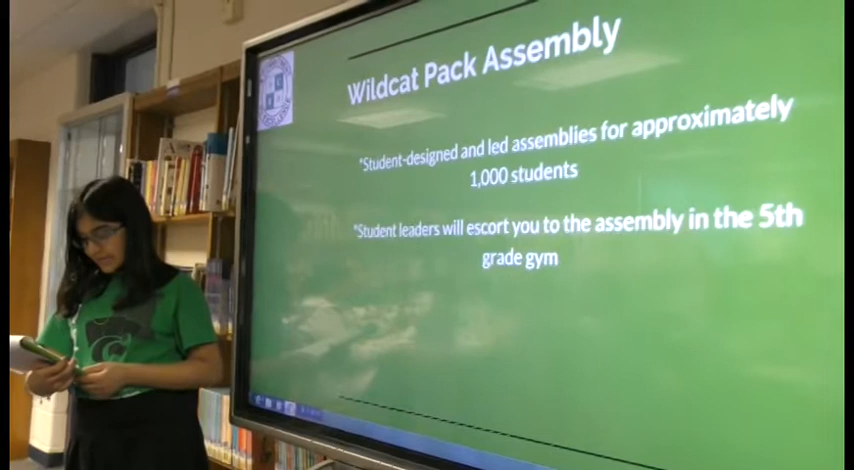 Wildcat Pack Assembly
*Student-designed and led assemblies for approximately
1,000 students
*Student leaders will escort you to the assembly in the 5th
grade gym